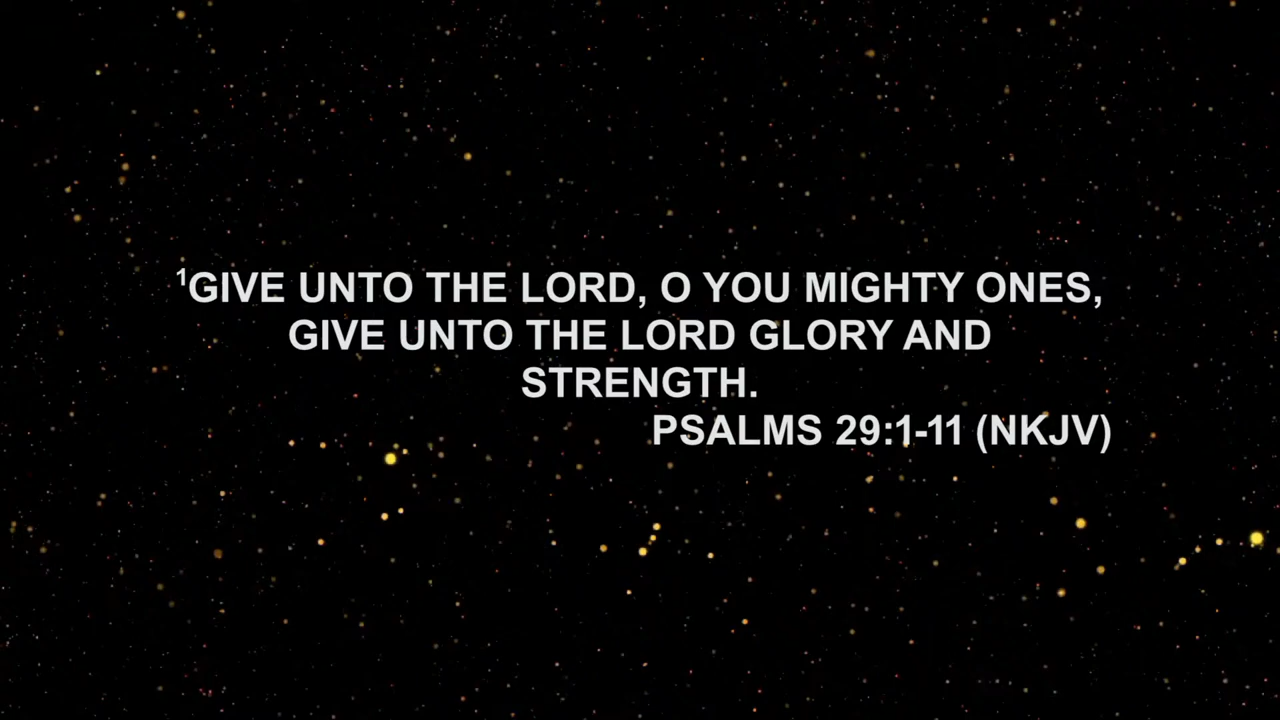 ¹GIVE UNTO THE LORD, O YOU MIGHTY ONES,
GIVE UNTO THE LORD GLORY AND
STRENGTH.
PSALMS 29:1-11 (NKJV)